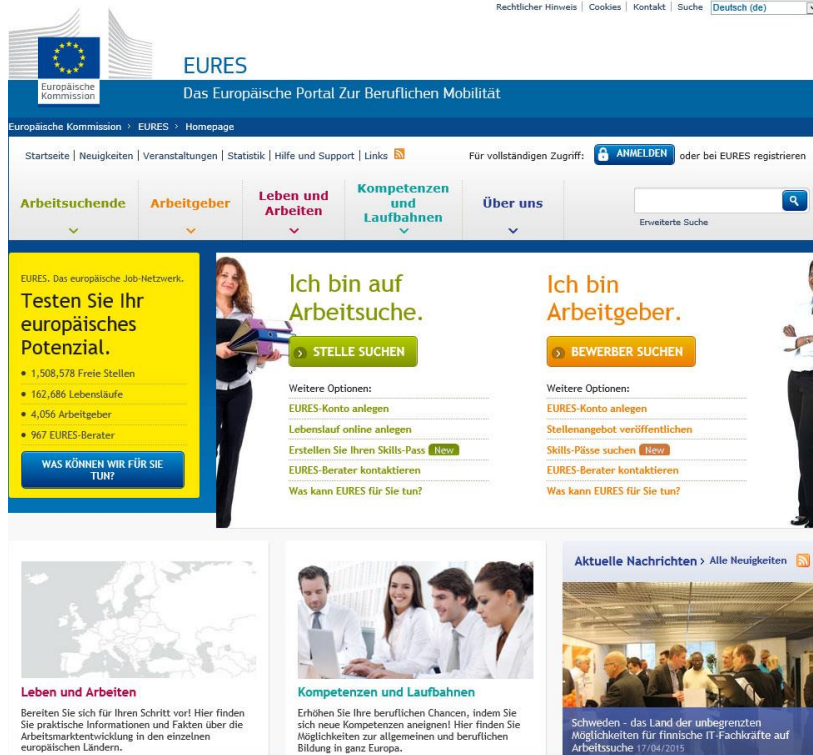 Rechtlicher Hinweis | Cookies | Kontakt | Suche Deutsch (de)
Europäische
Kommission
EURES
Das Europäische Portal Zur Beruflichen Mobilität
Europäische Kommission > EURES > Homepage
Startseite | Neuigkeiten | Veranstaltungen | Statistik | Hilfe und Support | Links
Für vollständigen Zugriff: ANMELDEN oder bei EURES registrieren
Arbeitsuchende
Arbeitgeber
Leben und
Arbeiten
Kompetenzen
und
Laufbahnen
Über uns
Erweiterte Suche
EURES. Das europäische Job-Netzwerk.
Testen Sie Ihr
europäisches
Potenzial.
• 1,508,578 Freie Stellen
• 162,686 Lebensläufe
• 4,056 Arbeitgeber
• 967 EURES-Berater
WAS KÖNNEN WIR FÜR SIE
TUN?
Ich bin auf
Arbeitsuche.
STELLE SUCHEN
Weitere Optionen:
EURES-Konto anlegen
Lebenslauf online anlegen
Erstellen Sie Ihren Skills-Pass New
EURES-Berater kontaktieren
Was kann EURES für Sie tun?
Ich bin
Arbeitgeber.
BEWERBER SUCHEN
Weitere Optionen:
EURES-Konto anlegen
Stellenangebot veröffentlichen
Skills-Pässe suchen New
EURES-Berater kontaktieren
Was kann EURES für Sie tun?
Leben und Arbeiten
Bereiten Sie sich für Ihren Schritt vor! Hier finden
Sie praktische Informationen und Fakten über die
Arbeitsmarktentwicklung in den einzelnen
europäischen Ländern.
Kompetenzen und Laufbahnen
Erhöhen Sie Ihre beruflichen Chancen, indem Sie
sich neue Kompetenzen aneignen! Hier finden Sie
Möglichkeiten zur allgemeinen und beruflichen
Bildung in ganz Europa.
Aktuelle Nachrichten > Alle Neuigkeiten
Schweden - das Land der unbegrenzten
Möglichkeiten für finnische IT-Fachkräfte auf
Arbeitssuche 17/04/2015